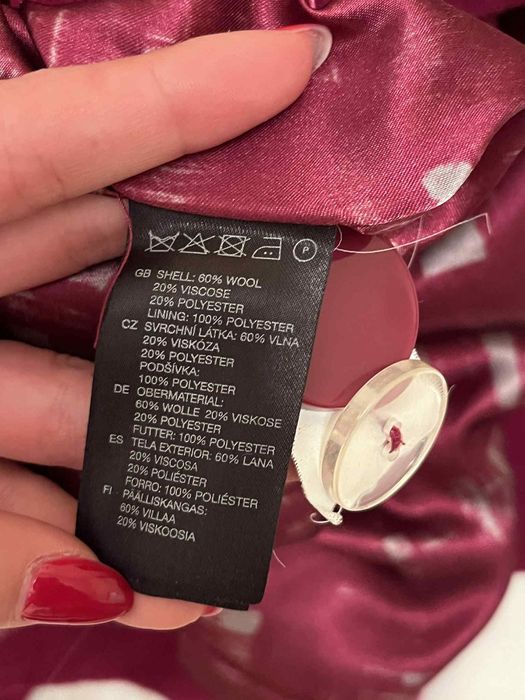 P
GB SHELL: 60% WOOL
20% VISCOSE
20% POLYESTER
LINING: 100% POLYESTER
CZ SVRCHNÍ LÁTKA: 60% VLNA
20% VISKÓZA
20% POLYESTER
PODŠÍVKA:
100% POLYESTER
DE OBERMATERIAL:
60% WOLLE 20% VISKOSE
20% POLYESTER
FUTTER: 100% POLYESTER
ES TELA EXTERIOR: 60% LANA
20% VISCOSA
20% POLIÉSTER
FORRO: 100% POLIÉSTER
FI PÄÄLLISKANGAS:
60% VILLAA
20% VISKOOSIA